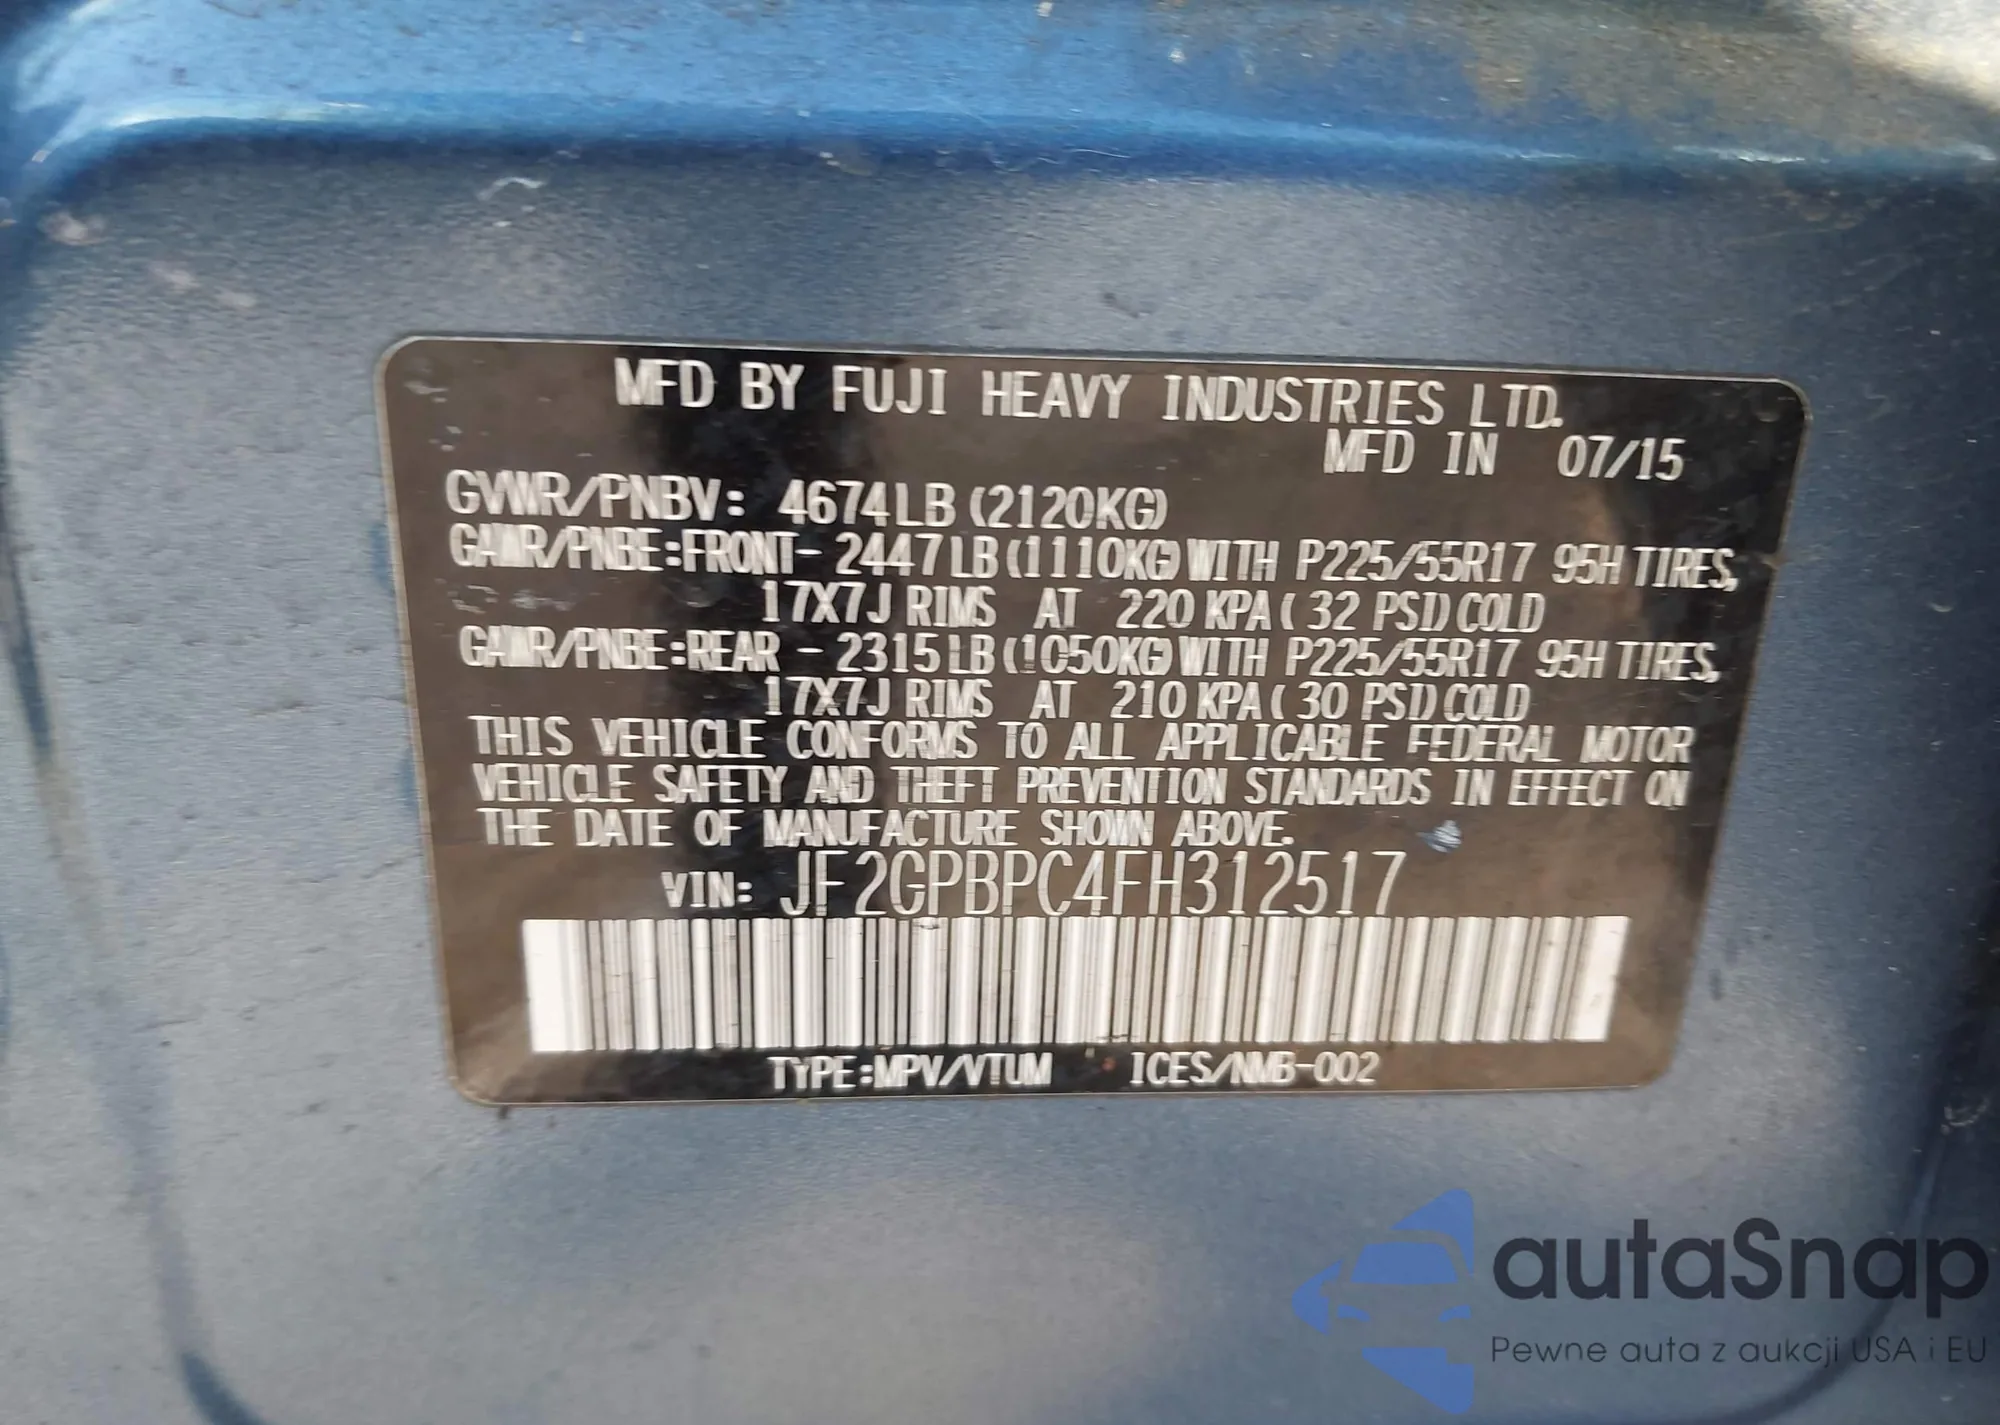 MFD BY FUJI HEAVY INDUSTRIES LTD.
MFD IN 07/15
GVWR/PNBV: 4674LB (2120KG)
GAWR/PNBE:FRONT- 2447LB(1110KG)WITH P225/55R17 95H TIRES,
17X7J RIMS AT 220 KPA( 32 PSI)COLD
GAWR/PNBE:REAR - 2315LB(1050KG)WITH P225/55R17 95H TIRES,
17X7J RIMS AT 210 KPA( 30 PSI)COLD
THIS VEHICLE CONFORMS TO ALL APPLICABLE FEDERAL MOTOR
VEHICLE SAFETY AND THEFT PREVENTION STANDARDS IN EFFECT ON
THE DATE OF MANUFACTURE SHOWN ABOVE.
VIN: JF2GPBPC4FH312517
TYPE:MPV/VTUM ICES/NMB-002
autaSnap
Pewne auta z aukcji USA i EU